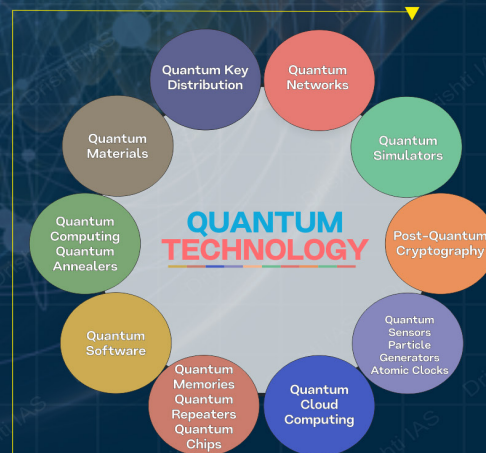 Quantum Key
Distribution
Quantum
Networks
Quantum
Materials
Quantum
Simulators
Quantum
Computing
Quantum
Annealers
QUANTUM
TECHNOLOGY
Post-Quantum
Cryptography
Quantum
Software
Quantum
Sensors
Particle
Generators
Atomic Clocks
Quantum
Memories
Quantum
Repeaters
Quantum
Chips
Quantum
Cloud
Computing